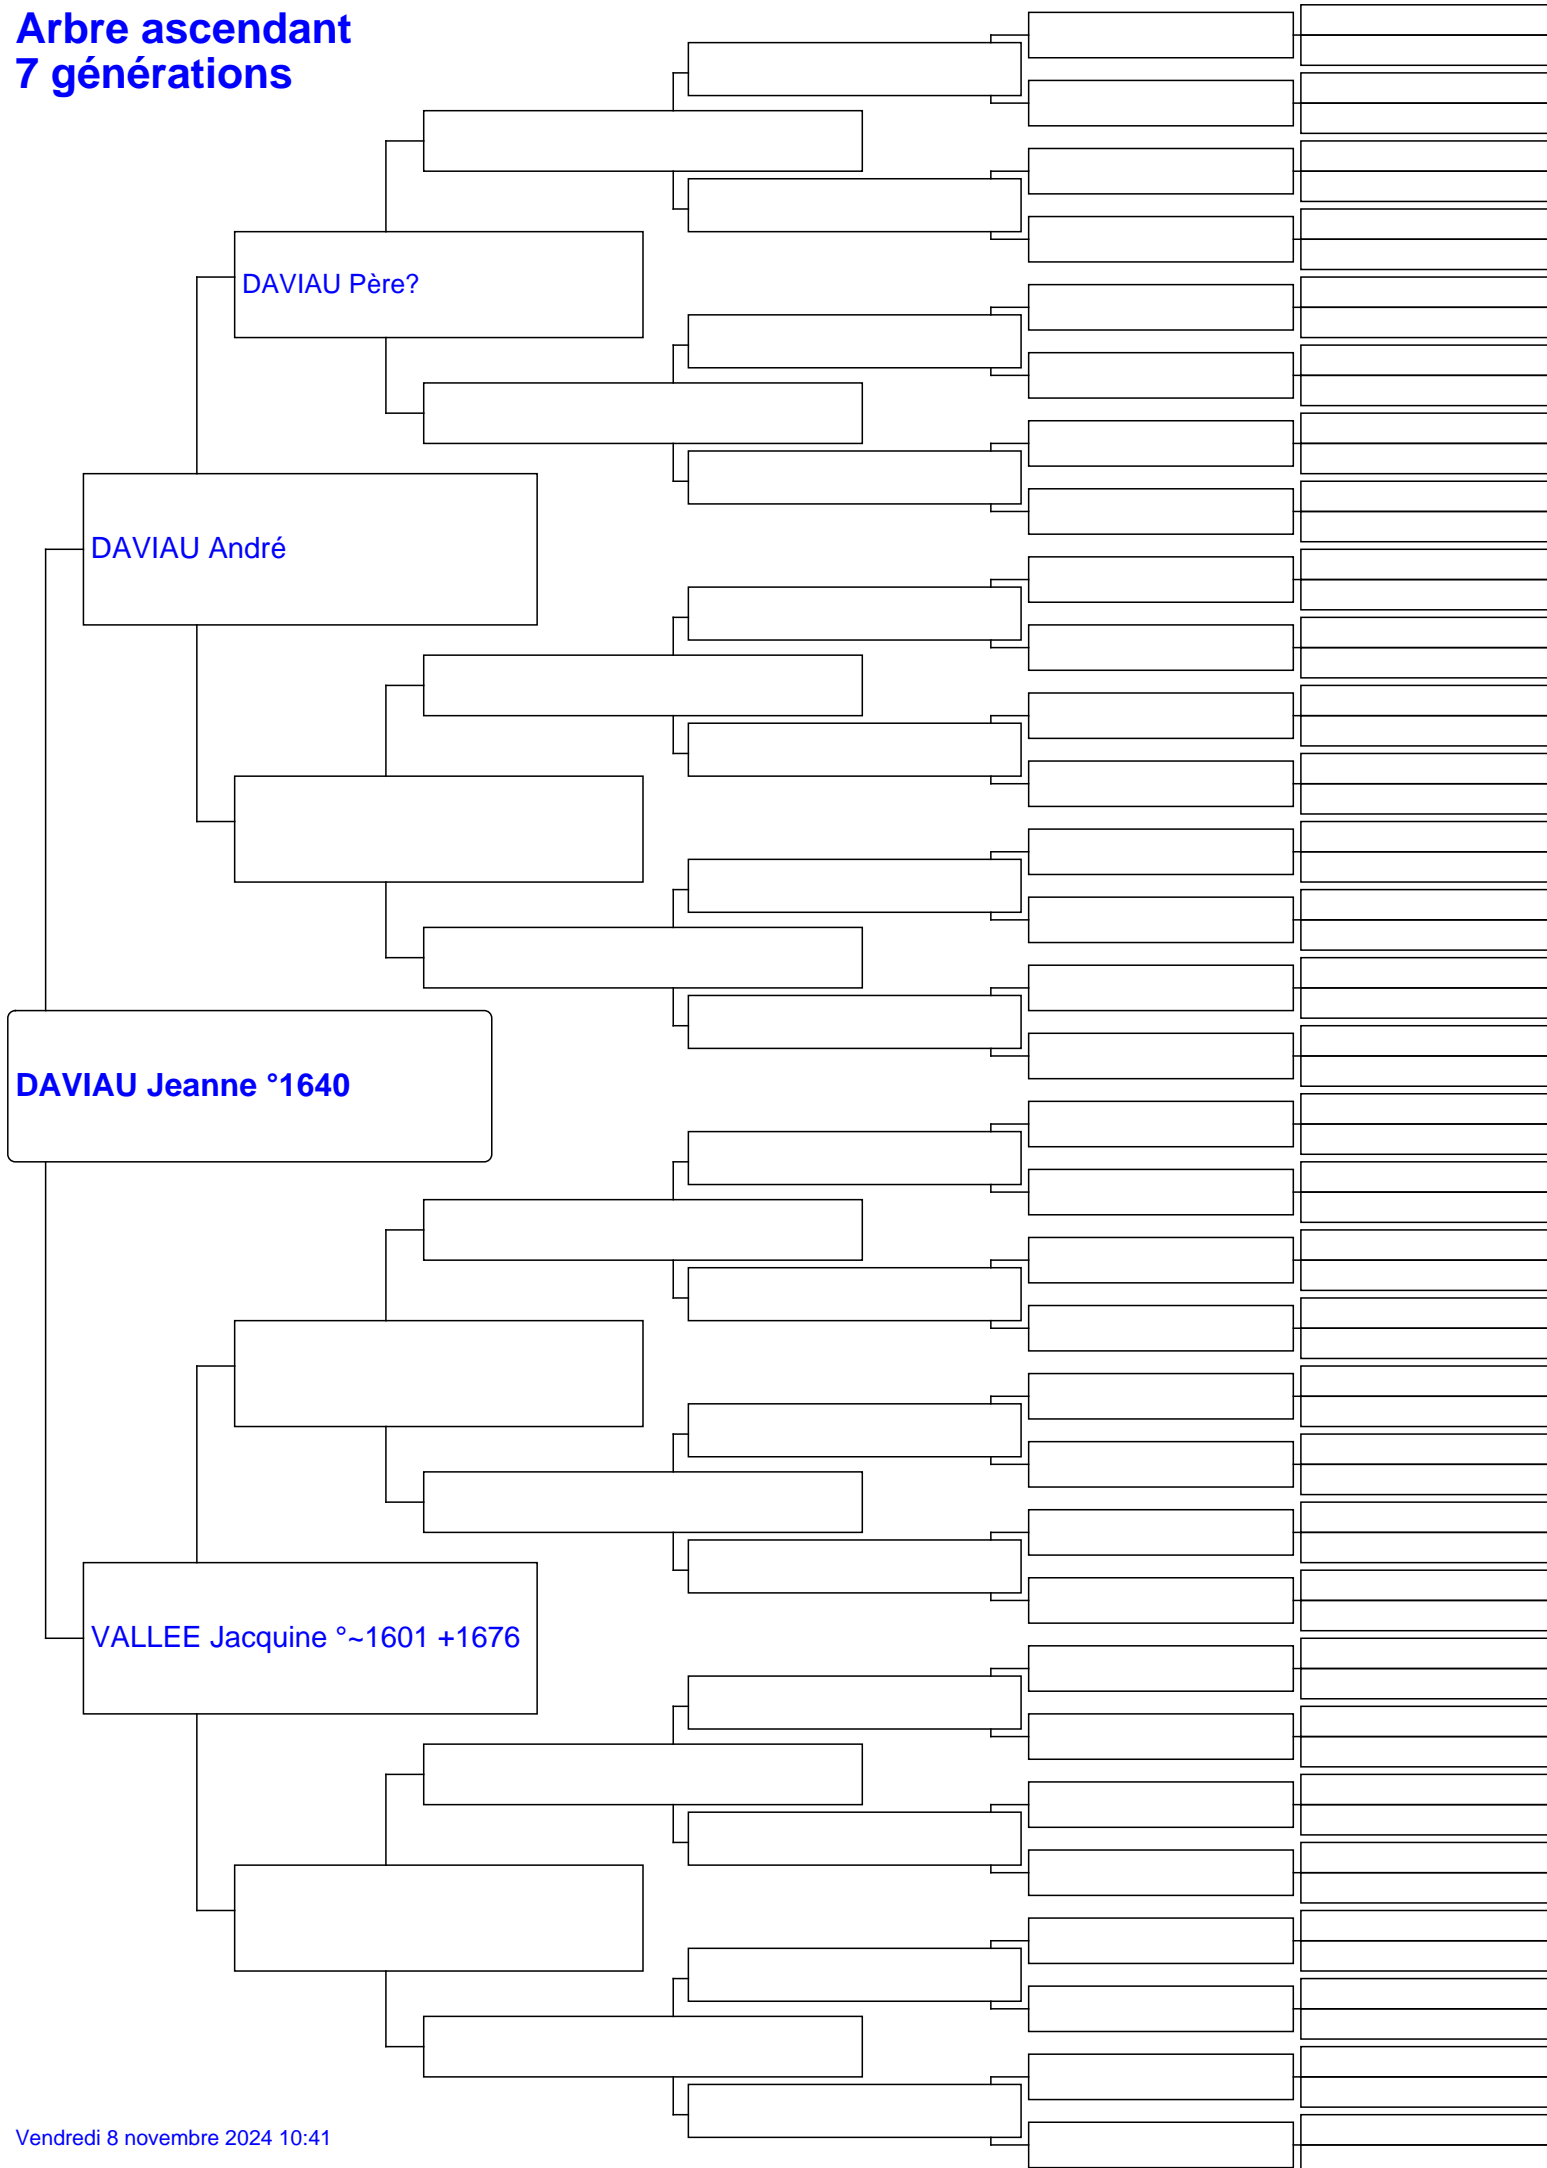 Arbre ascendant
7 générations
DAVIAU Père?
DAVIAU André
DAVIAU Jeanne °1640
VALLEE Jacquine °~1601 +1676
Vendredi 8 novembre 2024 10:41